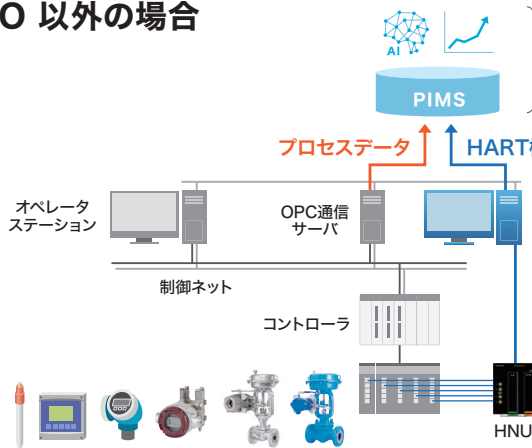 O 以外の場合
AI
PIMS
プロセスデータ
HART
オペレータ
ステーション
OPC通信
サーバ
制御ネット
コントローラ
HNU